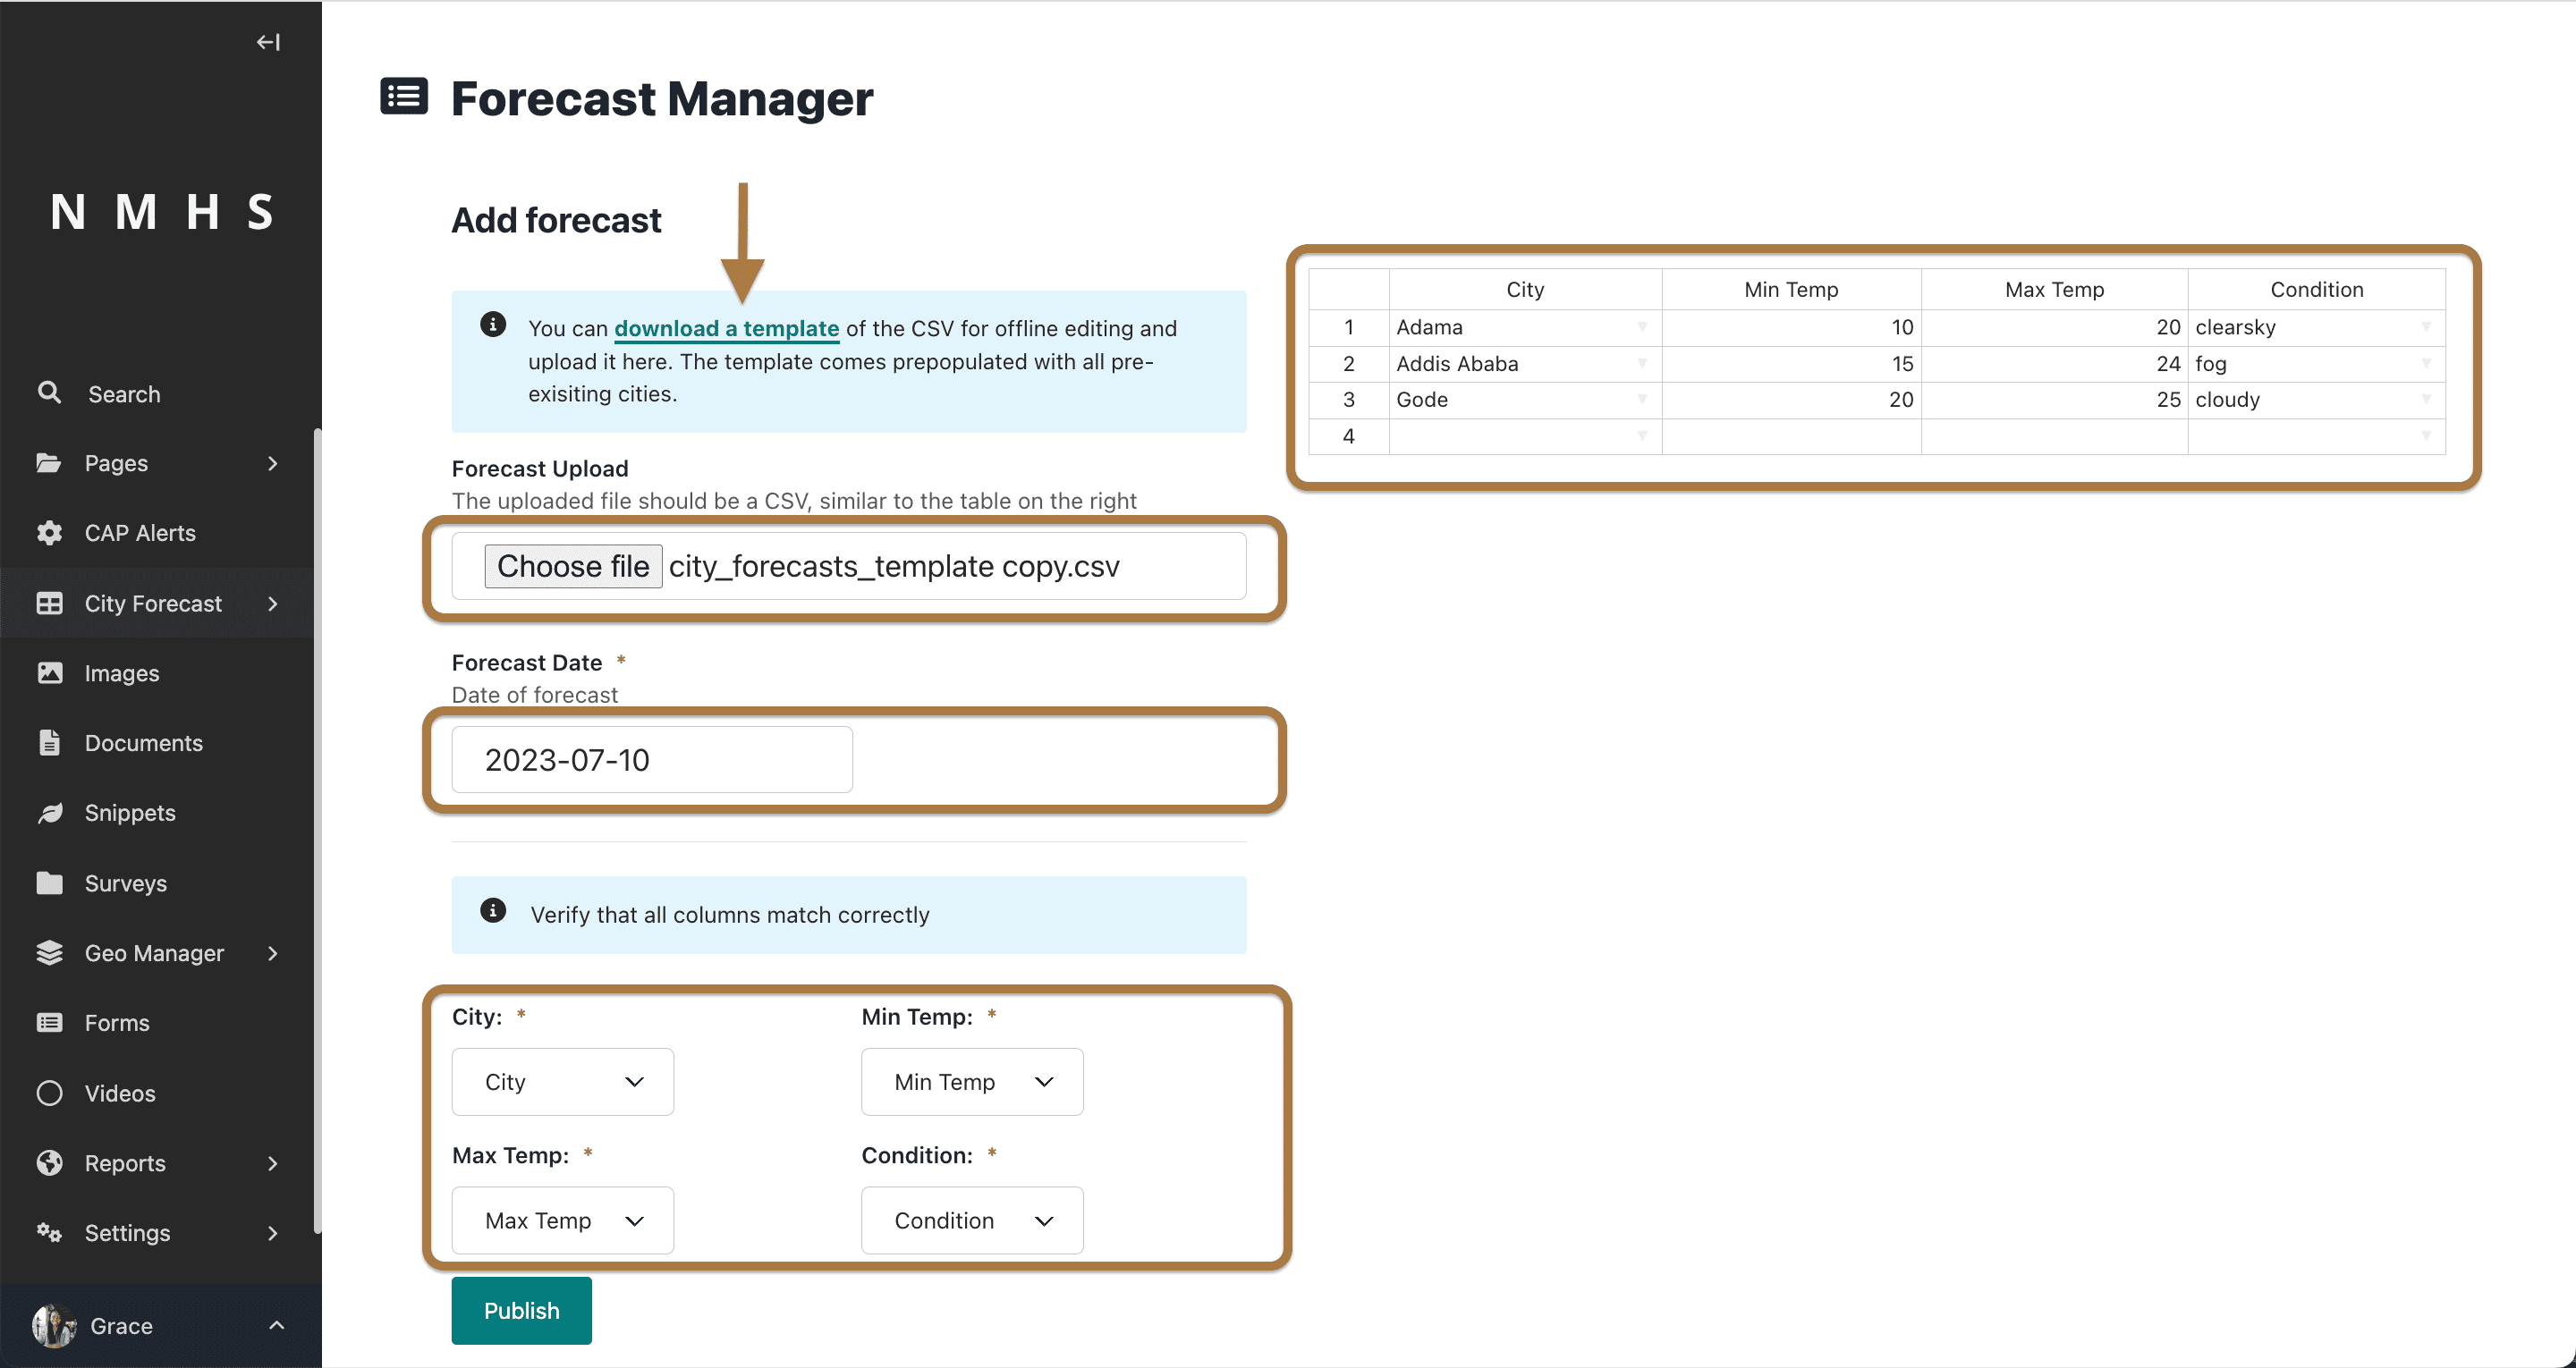 N M H S
Search
Pages
CAP Alerts
City Forecast
Images
Documents
Snippets
Surveys
Geo Manager
Forms
Videos
Reports
Settings
Grace
Forecast Manager
Add forecast
You can download a template of the CSV for offline editing and
upload it here. The template comes prepopulated with all pre-
exisiting cities.
Forecast Upload
The uploaded file should be a CSV, similar to the table on the right
Choose file city_forecasts_template copy.csv
Forecast Date *
Date of forecast
2023-07-10
Verify that all columns match correctly
City: * Min Temp: *
City Min Temp
Max Temp: * Condition: *
Max Temp Condition
Publish
City Min Temp Max Temp Condition
1 Adama 10 20 clearsky
2 Addis Ababa 15 24 fog
3 Gode 20 25 cloudy
4